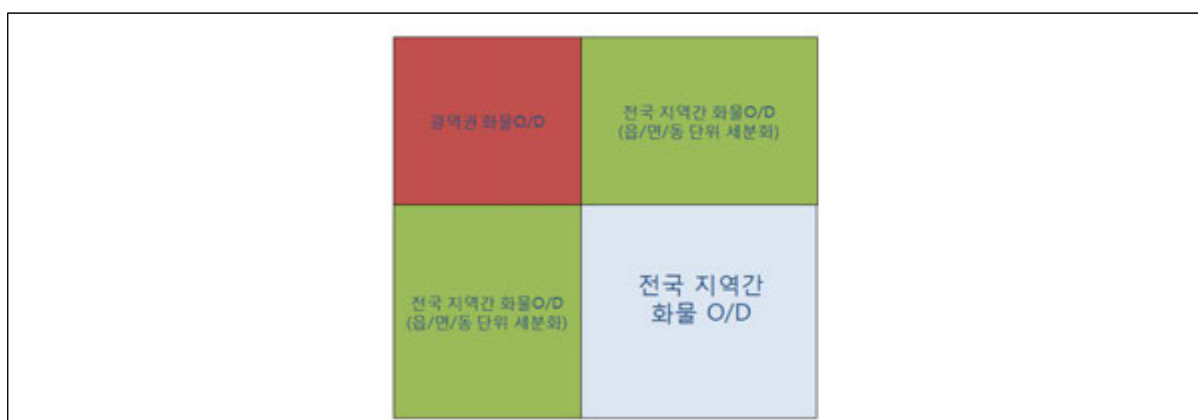 광역권 화물O/D
전국 지역간 화물O/D
(읍/면/동 단위 세분화)
전국 지역간 화물O/D
(읍/면/동 단위 세분화)
전국 지역간
화물 O/D